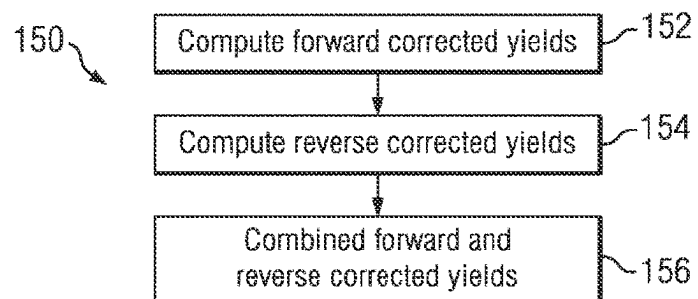 150
Compute forward corrected yields
152
Compute reverse corrected yields
154
Combined forward and
reverse corrected yields
156